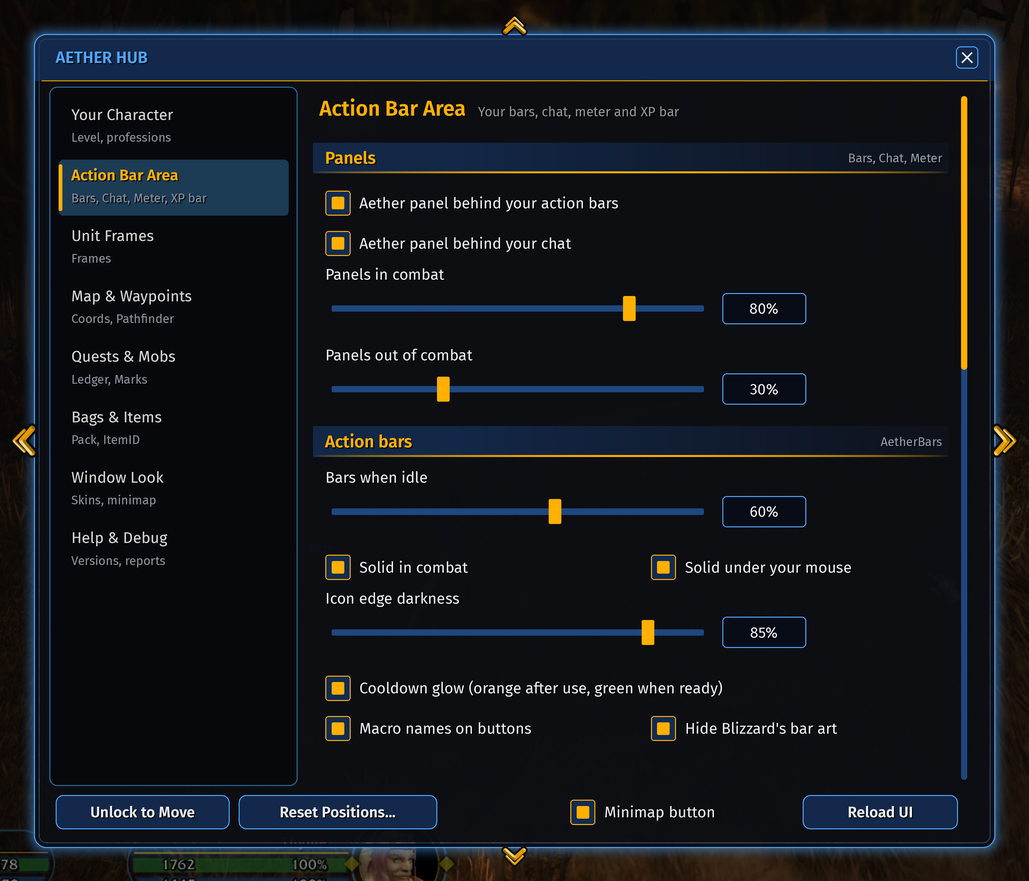 AETHER HUB
Your Character
Level, professions
Action Bar Area
Bars, Chat, Meter, XP bar
Unit Frames
Frames
Map & Waypoints
Coords, Pathfinder
Quests & Mobs
Ledger, Marks
Bags & Items
Pack, ItemID
Window Look
Skins, minimap
Help & Debug
Versions, reports
Action Bar Area Your bars, chat, meter and XP bar
Panels Bars, Chat, Meter
Aether panel behind your action bars
Aether panel behind your chat
Panels in combat
80%
Panels out of combat
30%
Action bars AetherBars
Bars when idle
60%
Solid in combat Solid under your mouse
Icon edge darkness
85%
Cooldown glow (orange after use, green when ready)
Macro names on buttons Hide Blizzard's bar art
Unlock to Move Reset Positions... Minimap button Reload UI
78 1762 100%